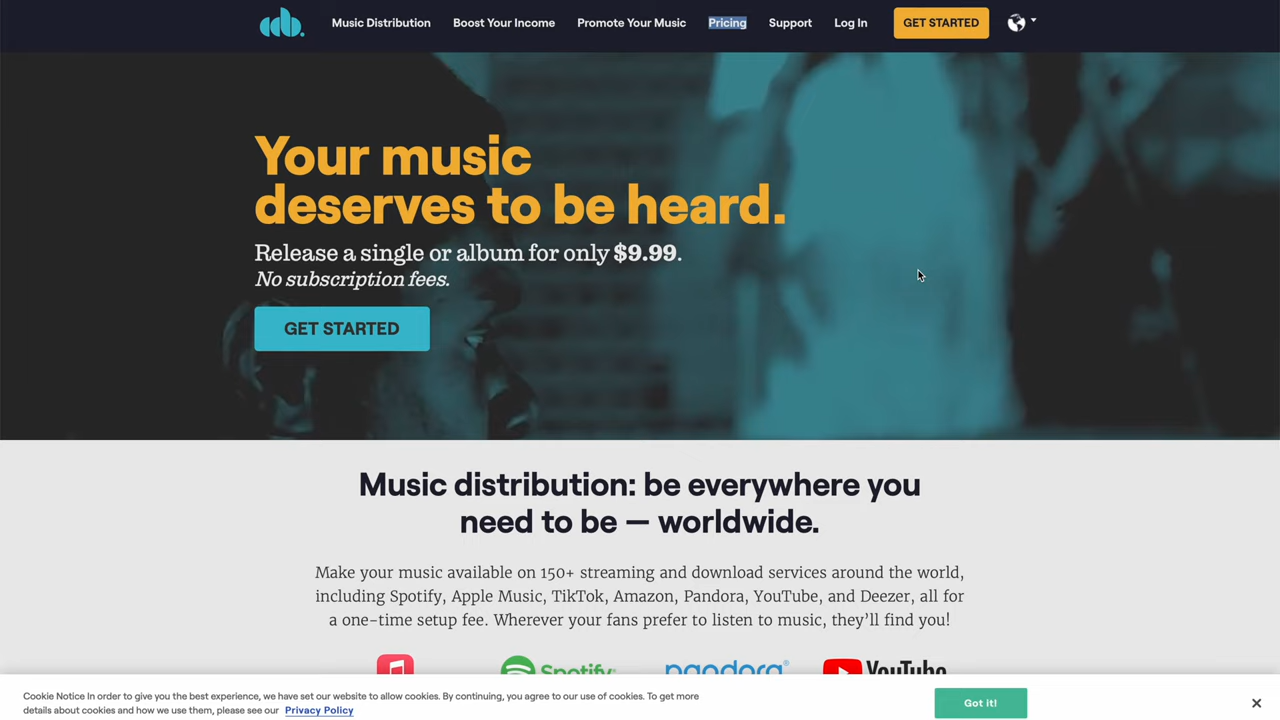 cdb.
Music Distribution
Boost Your Income
Promote Your Music
Pricing
Support
Log In
GET STARTED
Your music
deserves to be heard.
Release a single or album for only $9.99.
No subscription fees.
GET STARTED
Music distribution: be everywhere you
need to be — worldwide.
Make your music available on 150+ streaming and download services around the world,
including Spotify, Apple Music, TikTok, Amazon, Pandora, YouTube, and Deezer, all for
a one-time setup fee. Wherever your fans prefer to listen to music, they’ll find you!
Spotify
pandora
YouTube
Cookie Notice In order to give you the best experience, we have set our website to allow cookies. By continuing, you agree to our use of cookies. To get more
details about cookies and how we use them, please see our Privacy Policy
Got it!